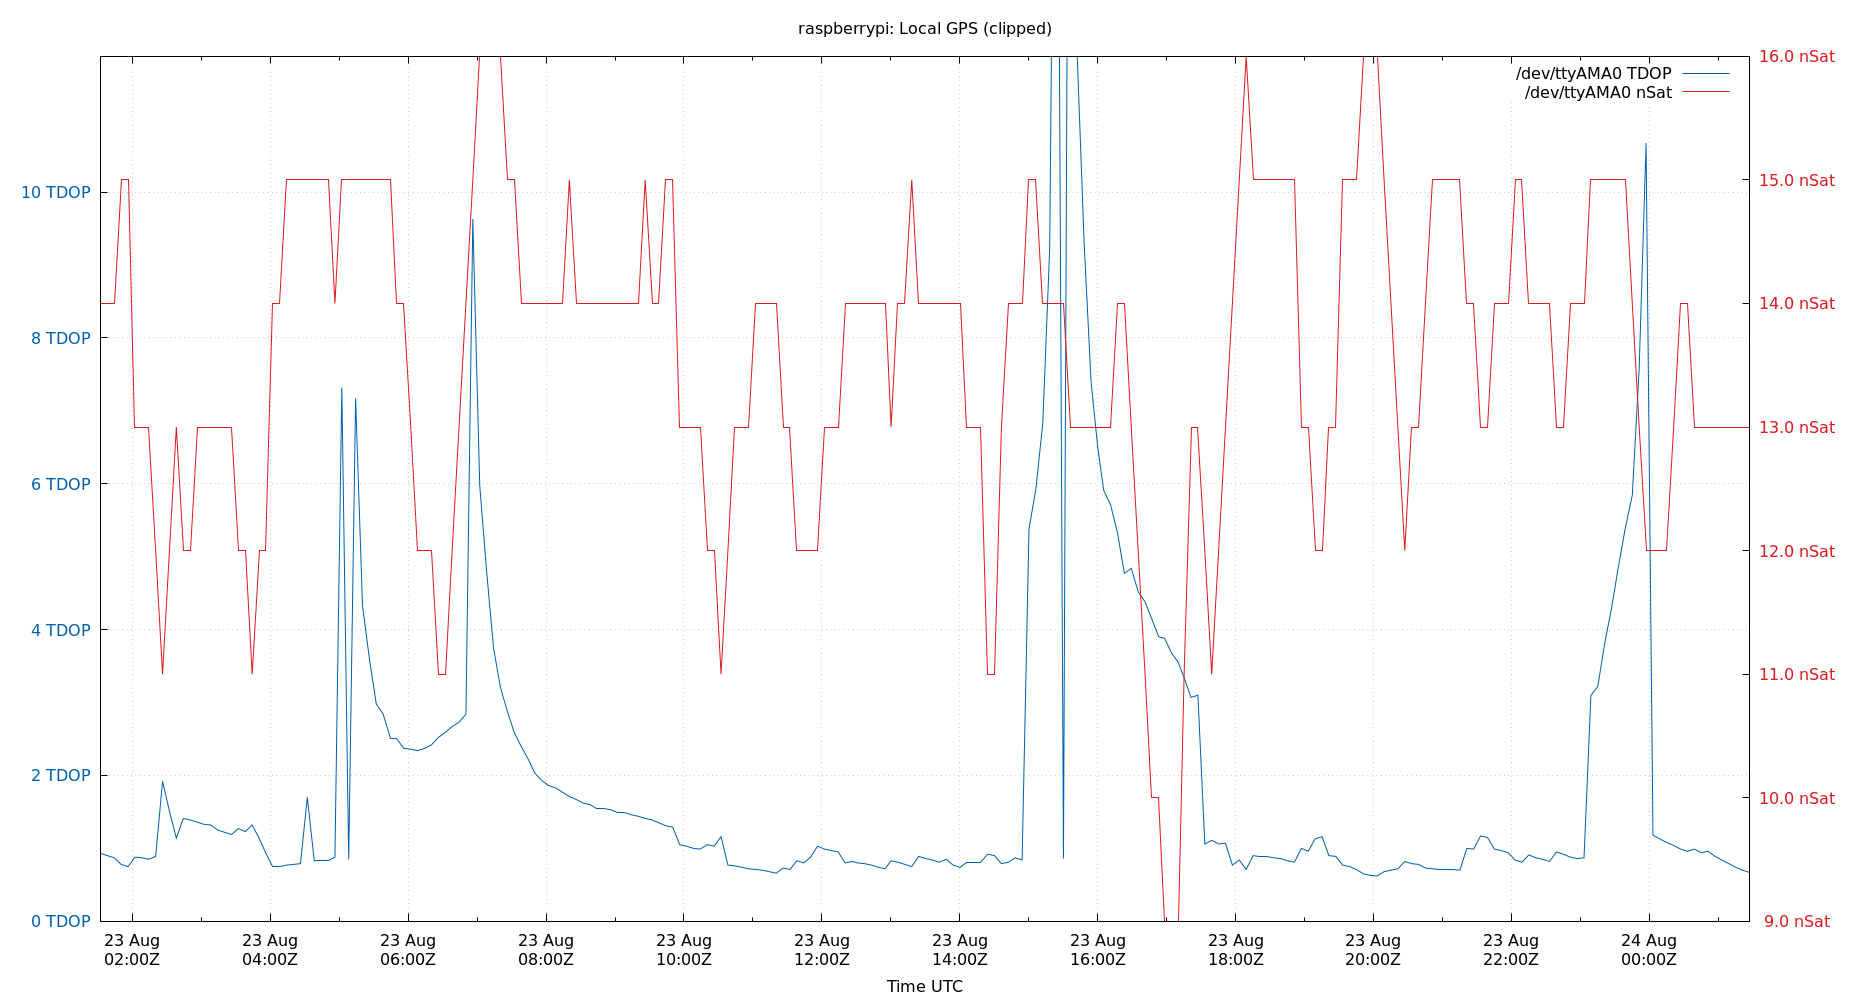 raspberrypi: Local GPS (clipped)
/dev/ttyAMA0 TDOP
/dev/ttyAMA0 nSat
10 TDOP
8 TDOP
6 TDOP
4 TDOP
2 TDOP
0 TDOP
16.0 nSat
15.0 nSat
14.0 nSat
13.0 nSat
12.0 nSat
11.0 nSat
10.0 nSat
9.0 nSat
23 Aug 23 Aug 23 Aug 23 Aug 23 Aug 23 Aug 23 Aug 23 Aug 23 Aug 23 Aug 23 Aug 24 Aug
02:00Z 04:00Z 06:00Z 08:00Z 10:00Z 12:00Z 14:00Z 16:00Z 18:00Z 20:00Z 22:00Z 00:00Z
Time UTC